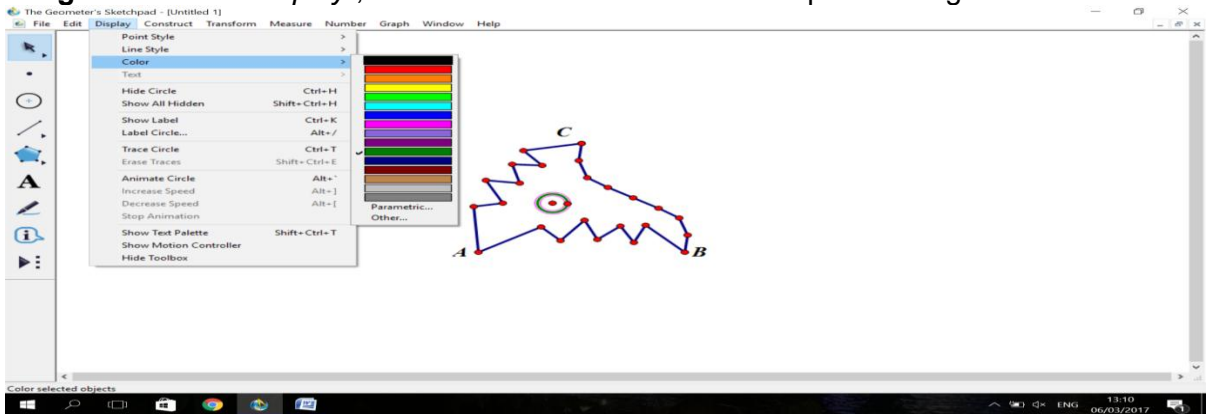 The Geometer's Sketchpad - [Untitled 1]
File Edit Display Construct Transform Measure Number Graph Window Help
Point Style
Line Style
Color
Text
Hide Circle Ctrl+H
Show All Hidden Shift+Ctrl+H
Show Label Ctrl+K
Label Circle... Alt+/
Trace Circle Ctrl+T
Erase Traces Shift+Ctrl+E
Animate Circle Alt+`
Increase Speed Alt+]
Decrease Speed Alt+[
Stop Animation
Show Text Palette Shift+Ctrl+T
Show Motion Controller
Hide Toolbox
Parametric...
Other...
C
A
B
A
Color selected objects
ENG
13:10
06/03/2017